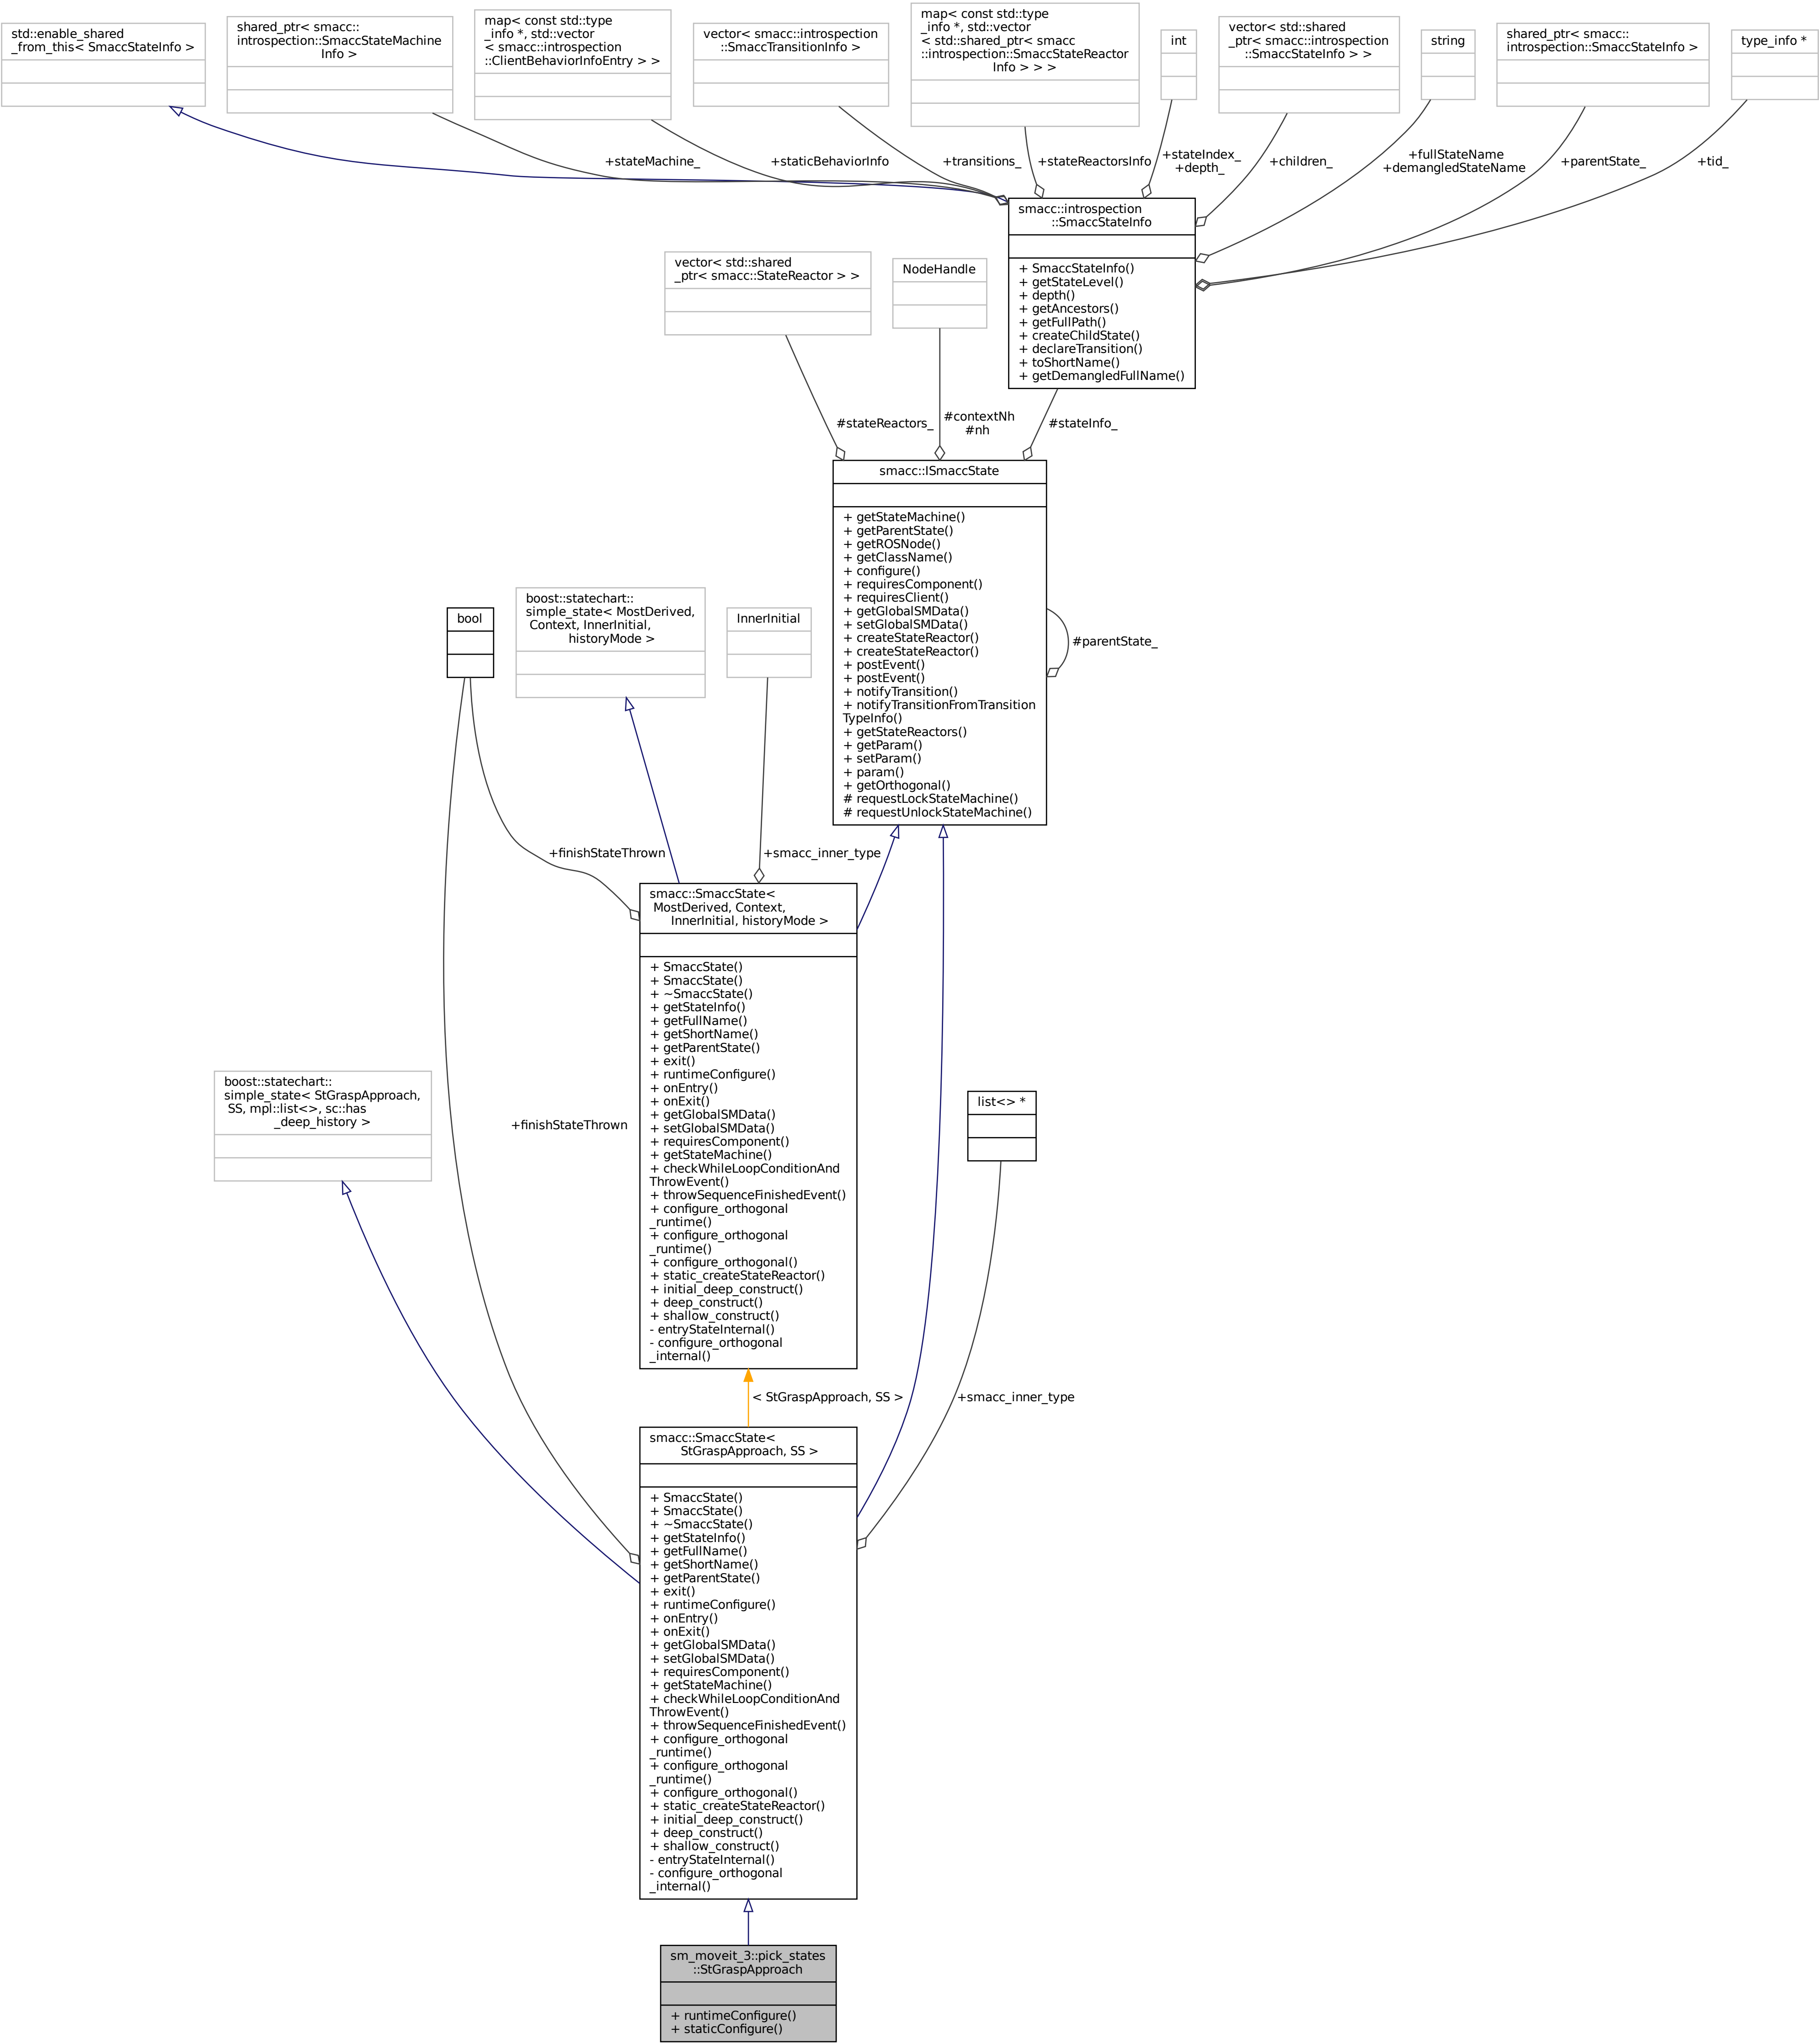 std::enable_shared
_from_this< SmaccStateInfo >
shared_ptr< smacc::
introspection::SmaccStateMachine
Info >
map< const std::type
_info *, std::vector
< smacc::introspection
::ClientBehaviorInfoEntry > >
vector< smacc::introspection
::SmaccTransitionInfo >
map< const std::type
_info *, std::vector
< std::shared_ptr< smacc
::introspection::SmaccStateReactor
Info > > >
int
vector< std::shared
_ptr< smacc::introspection
::SmaccStateInfo > >
string
shared_ptr< smacc::
introspection::SmaccStateInfo >
type_info *
+stateMachine_
+staticBehaviorInfo
+transitions_
+stateReactorsInfo
+stateIndex_
+depth_
+children_
+fullStateName
+demangledStateName
+parentState_
+tid_
smacc::introspection
::SmaccStateInfo
+ SmaccStateInfo()
+ getStateLevel()
+ depth()
+ getAncestors()
+ getFullPath()
+ createChildState()
+ declareTransition()
+ toShortName()
+ getDemangledFullName()
vector< std::shared
_ptr< smacc::StateReactor > >
NodeHandle
#stateReactors_
#contextNh
#nh
#stateInfo_
smacc::ISmaccState
+ getStateMachine()
+ getParentState()
+ getROSNode()
+ getClassName()
+ configure()
+ requiresComponent()
+ requiresClient()
+ getGlobalSMData()
+ setGlobalSMData()
+ createStateReactor()
+ createStateReactor()
+ postEvent()
+ postEvent()
+ notifyTransition()
+ notifyTransitionFromTransition
TypeInfo()
+ getStateReactors()
+ getParam()
+ setParam()
+ param()
+ getOrthogonal()
# requestLockStateMachine()
# requestUnlockStateMachine()
#parentState_
bool
boost::statechart::
simple_state< MostDerived,
Context, InnerInitial,
historyMode >
InnerInitial
+finishStateThrown
+smacc_inner_type
smacc::SmaccState<
MostDerived, Context,
InnerInitial, historyMode >
+ SmaccState()
+ SmaccState()
+ ~SmaccState()
+ getStateInfo()
+ getFullName()
+ getShortName()
+ getParentState()
+ exit()
+ runtimeConfigure()
+ onEntry()
+ onExit()
+ getGlobalSMData()
+ setGlobalSMData()
+ requiresComponent()
+ getStateMachine()
+ checkWhileLoopConditionAnd
ThrowEvent()
+ throwSequenceFinishedEvent()
+ configure_orthogonal
_runtime()
+ configure_orthogonal
_runtime()
+ configure_orthogonal()
+ static_createStateReactor()
+ initial_deep_construct()
+ deep_construct()
+ shallow_construct()
- entryStateInternal()
- configure_orthogonal
_internal()
boost::statechart::
simple_state< StGraspApproach,
SS, mpl::list<>, sc::has
_deep_history >
+finishStateThrown
list<> *
< StGraspApproach, SS >
+smacc_inner_type
smacc::SmaccState<
StGraspApproach, SS >
+ SmaccState()
+ SmaccState()
+ ~SmaccState()
+ getStateInfo()
+ getFullName()
+ getShortName()
+ getParentState()
+ exit()
+ runtimeConfigure()
+ onEntry()
+ onExit()
+ getGlobalSMData()
+ setGlobalSMData()
+ requiresComponent()
+ getStateMachine()
+ checkWhileLoopConditionAnd
ThrowEvent()
+ throwSequenceFinishedEvent()
+ configure_orthogonal
_runtime()
+ configure_orthogonal
_runtime()
+ configure_orthogonal()
+ static_createStateReactor()
+ initial_deep_construct()
+ deep_construct()
+ shallow_construct()
- entryStateInternal()
- configure_orthogonal
_internal()
sm_moveit_3::pick_states
::StGraspApproach
+ runtimeConfigure()
+ staticConfigure()